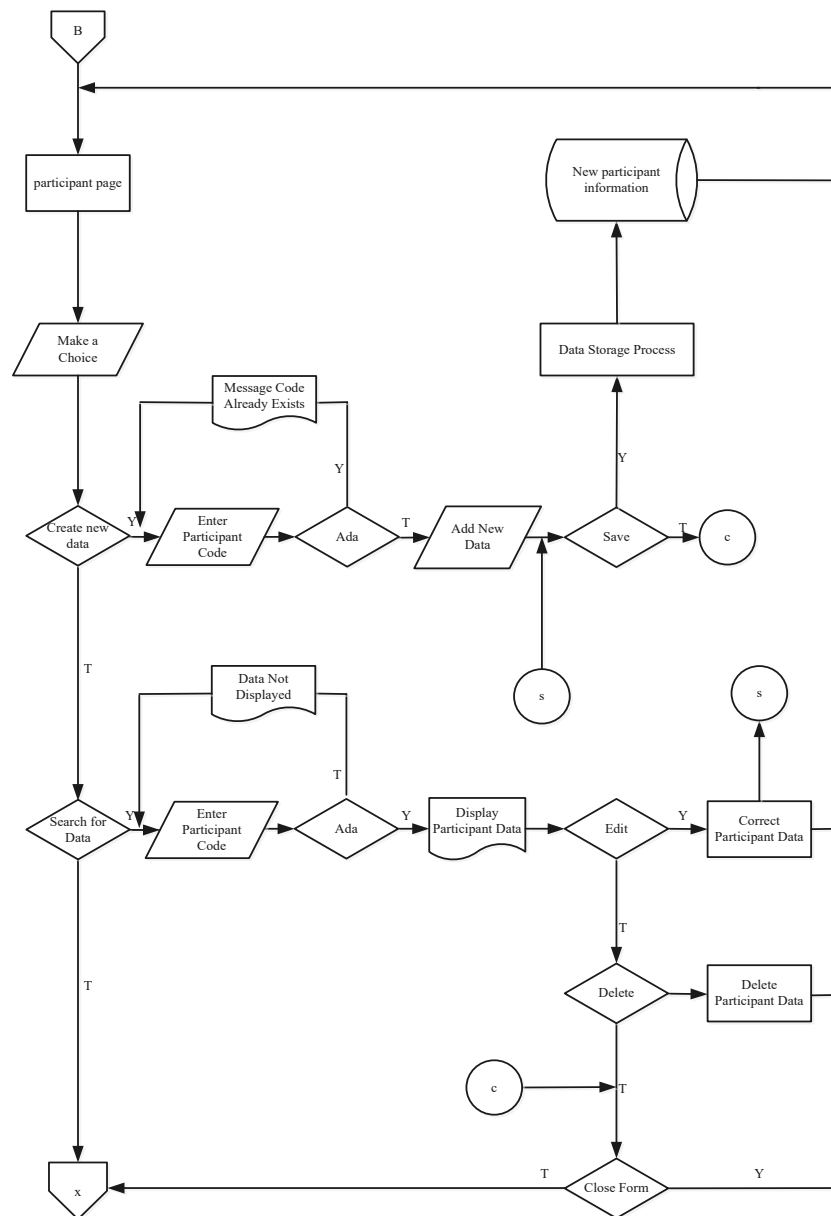 B
participant page
New participant
information
Make a
Choice
Data Storage Process
Message Code
Already Exists
Y
Y
Create new
data
Y
Enter
Participant
Code
Ada
T
Add New
Data
Save
T
c
T
Data Not
Displayed
s
s
T
Search for
Data
Y
Enter
Participant
Code
Ada
Y
Display
Participant Data
Edit
Y
Correct
Participant Data
T
T
Delete
Delete
Participant Data
c
T
x
T
Close Form
Y